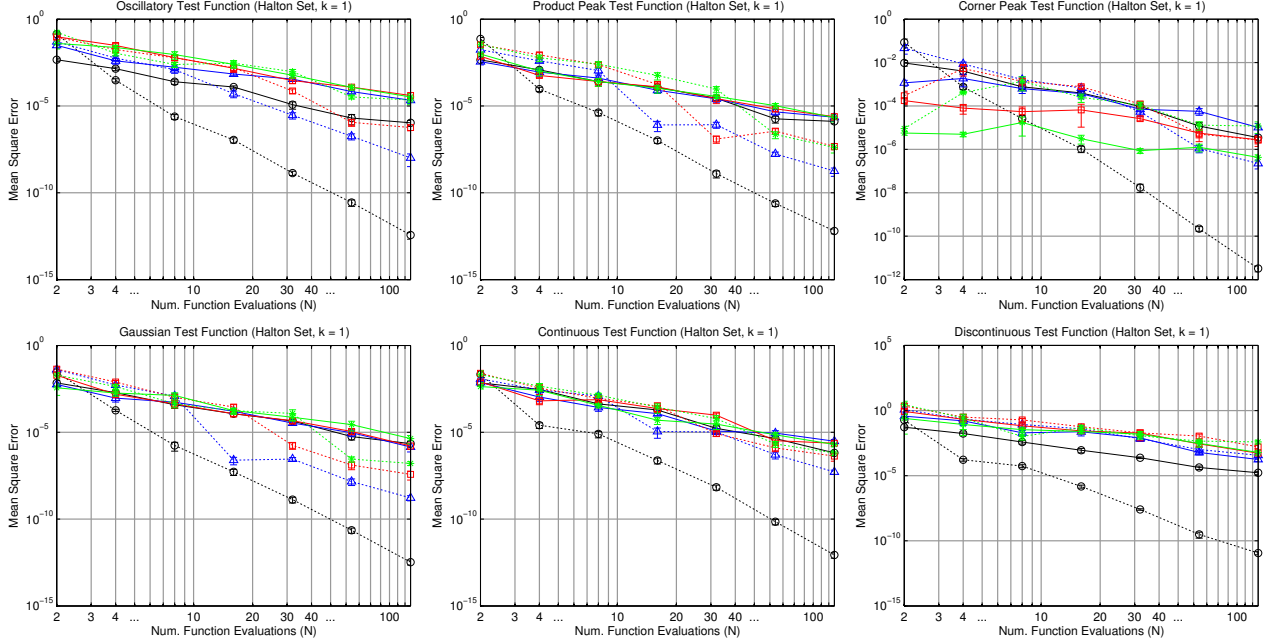 Oscillatory Test Function (Halton Set, k = 1)
Mean Square Error
10^0
10^-5
10^-10
10^-15
2 3 4 ... 10 20 30 ... 100
Num. Function Evaluations (N)
Product Peak Test Function (Halton Set, k = 1)
Mean Square Error
10^0
10^-5
10^-10
10^-15
2 3 4 ... 10 20 30 ... 100
Num. Function Evaluations (N)
Corner Peak Test Function (Halton Set, k = 1)
Mean Square Error
10^0
10^-2
10^-4
10^-6
10^-8
10^-10
10^-12
2 3 4 ... 10 20 30 ... 100
Num. Function Evaluations (N)
Gaussian Test Function (Halton Set, k = 1)
Mean Square Error
10^0
10^-5
10^-10
10^-15
2 3 4 ... 10 20 30 ... 100
Num. Function Evaluations (N)
Continuous Test Function (Halton Set, k = 1)
Mean Square Error
10^0
10^-5
10^-10
10^-15
2 3 4 ... 10 20 30 ... 100
Num. Function Evaluations (N)
Discontinuous Test Function (Halton Set, k = 1)
Mean Square Error
10^5
10^0
10^-5
10^-10
10^-15
2 3 4 ... 10 20 30 ... 100
Num. Function Evaluations (N)